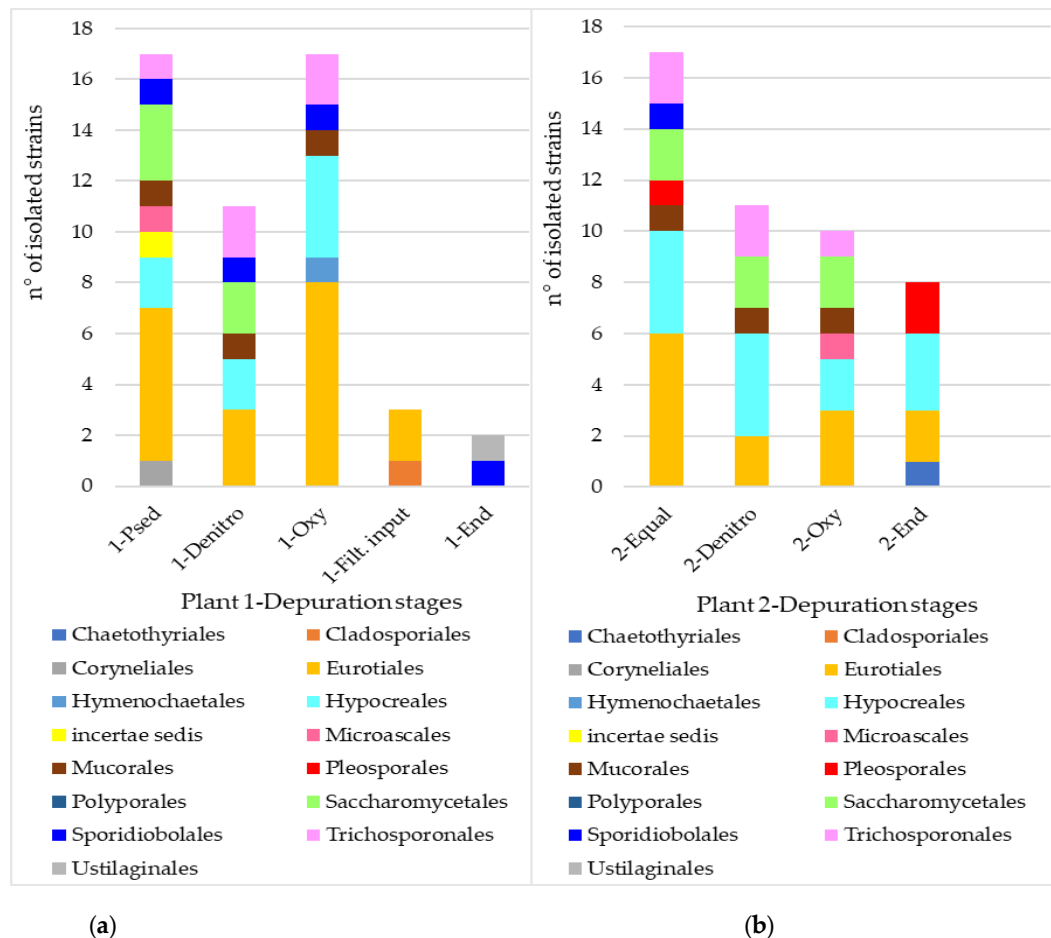 n° of isolated strains
18
16
14
12
10
8
6
4
2
0
1-Psed
1-Denitro
1-Oxy
1-Filt. input
1-End
Plant 1-Depuration stages
Chaetothyriales Cladosporiales
Coryneliales Eurotiales
Hymenochaetales Hypocreales
incertae sedis Microascales
Mucorales Pleosporales
Polyporales Saccharomycetales
Sporidiobolales Trichosporonales
Ustilaginales
(a)
n° of isolated strains
18
16
14
12
10
8
6
4
2
0
2-Equal
2-Denitro
2-Oxy
2-End
Plant 2-Depuration stages
Chaetothyriales Cladosporiales
Coryneliales Eurotiales
Hymenochaetales Hypocreales
incertae sedis Microascales
Mucorales Pleosporales
Polyporales Saccharomycetales
Sporidiobolales Trichosporonales
Ustilaginales
(b)